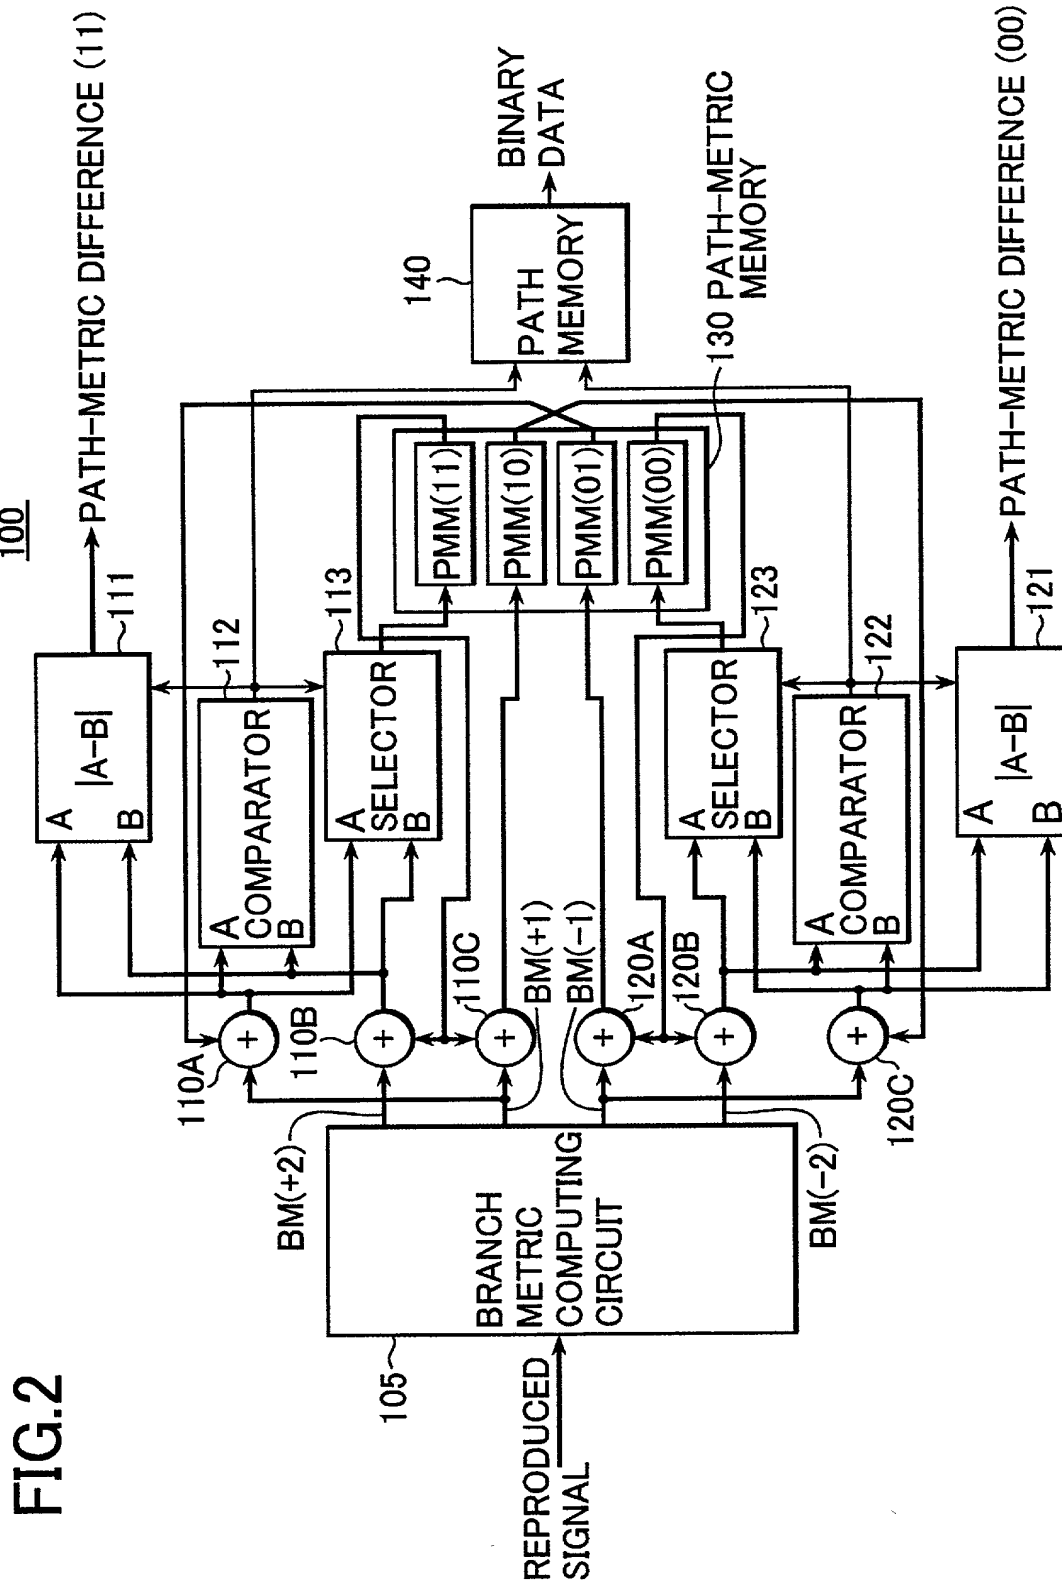 FIG.2
100
REPRODUCED
SIGNAL
105
BRANCH
METRIC
COMPUTING
CIRCUIT
BM(+2)
BM(+1)
BM(-1)
BM(-2)
110A
+
110B
+
110C
+
120A
+
120B
+
120C
+
A
B
|A-B|
111
PATH-METRIC DIFFERENCE (11)
A
COMPARATOR
B
112
A
SELECTOR
B
113
A
SELECTOR
B
123
A
COMPARATOR
B
122
A
B
|A-B|
121
PATH-METRIC DIFFERENCE (00)
PMM(11)
PMM(10)
PMM(01)
PMM(00)
130 PATH-METRIC
MEMORY
140
PATH
MEMORY
BINARY
DATA